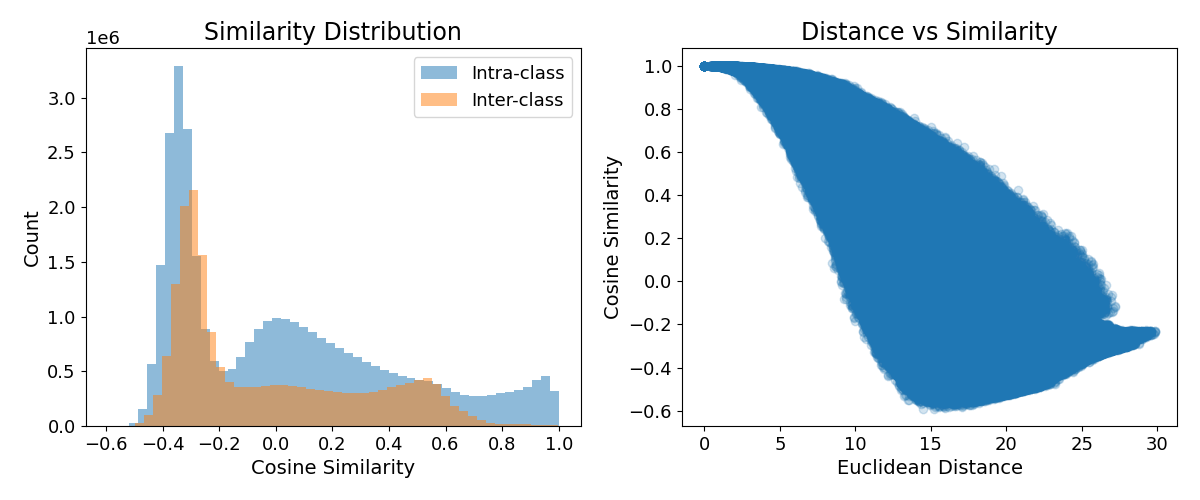 Similarity Distribution
1e6
Intra-class
Inter-class
3.0
2.5
2.0
1.5
1.0
0.5
0.0
Count
−0.6 −0.4 −0.2 0.0 0.2 0.4 0.6 0.8 1.0
Cosine Similarity
Distance vs Similarity
1.0
0.8
0.6
0.4
0.2
0.0
−0.2
−0.4
−0.6
Cosine Similarity
0 5 10 15 20 25 30
Euclidean Distance